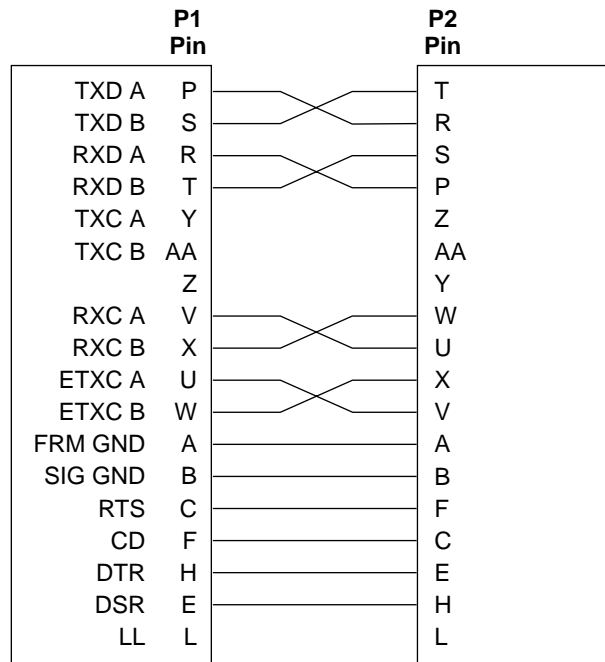 P1 P2
Pin Pin
TXD A P T
TXD B S R
RXD A R S
RXD B T P
TXC A Y Z
TXC B AA AA
Z Y
RXC A V W
RXC B X U
ETXC A U X
ETXC B W V
FRM GND A A
SIG GND B B
RTS C F
CD F C
DTR H E
DSR E H
LL L L